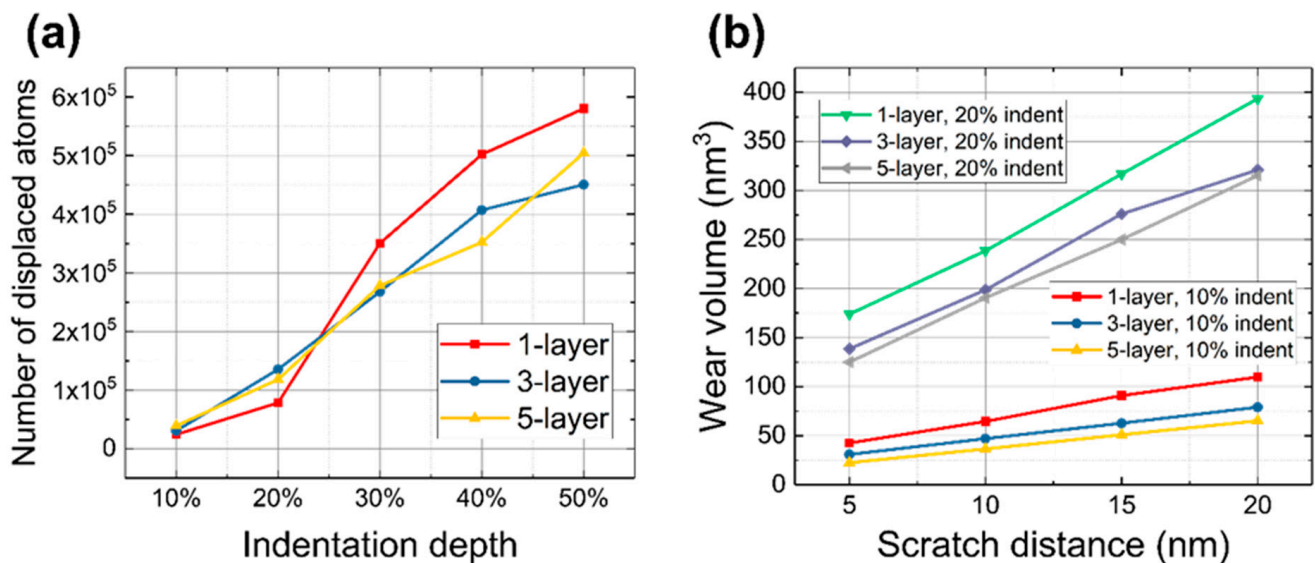 (a)
Number of displaced atoms
6x10⁵
5x10⁵
4x10⁵
3x10⁵
2x10⁵
1x10⁵
0
1-layer
3-layer
5-layer
10% 20% 30% 40% 50%
Indentation depth
(b)
Wear volume (nm³)
400
350
300
250
200
150
100
50
0
1-layer, 20% indent
3-layer, 20% indent
5-layer, 20% indent
1-layer, 10% indent
3-layer, 10% indent
5-layer, 10% indent
5 10 15 20
Scratch distance (nm)